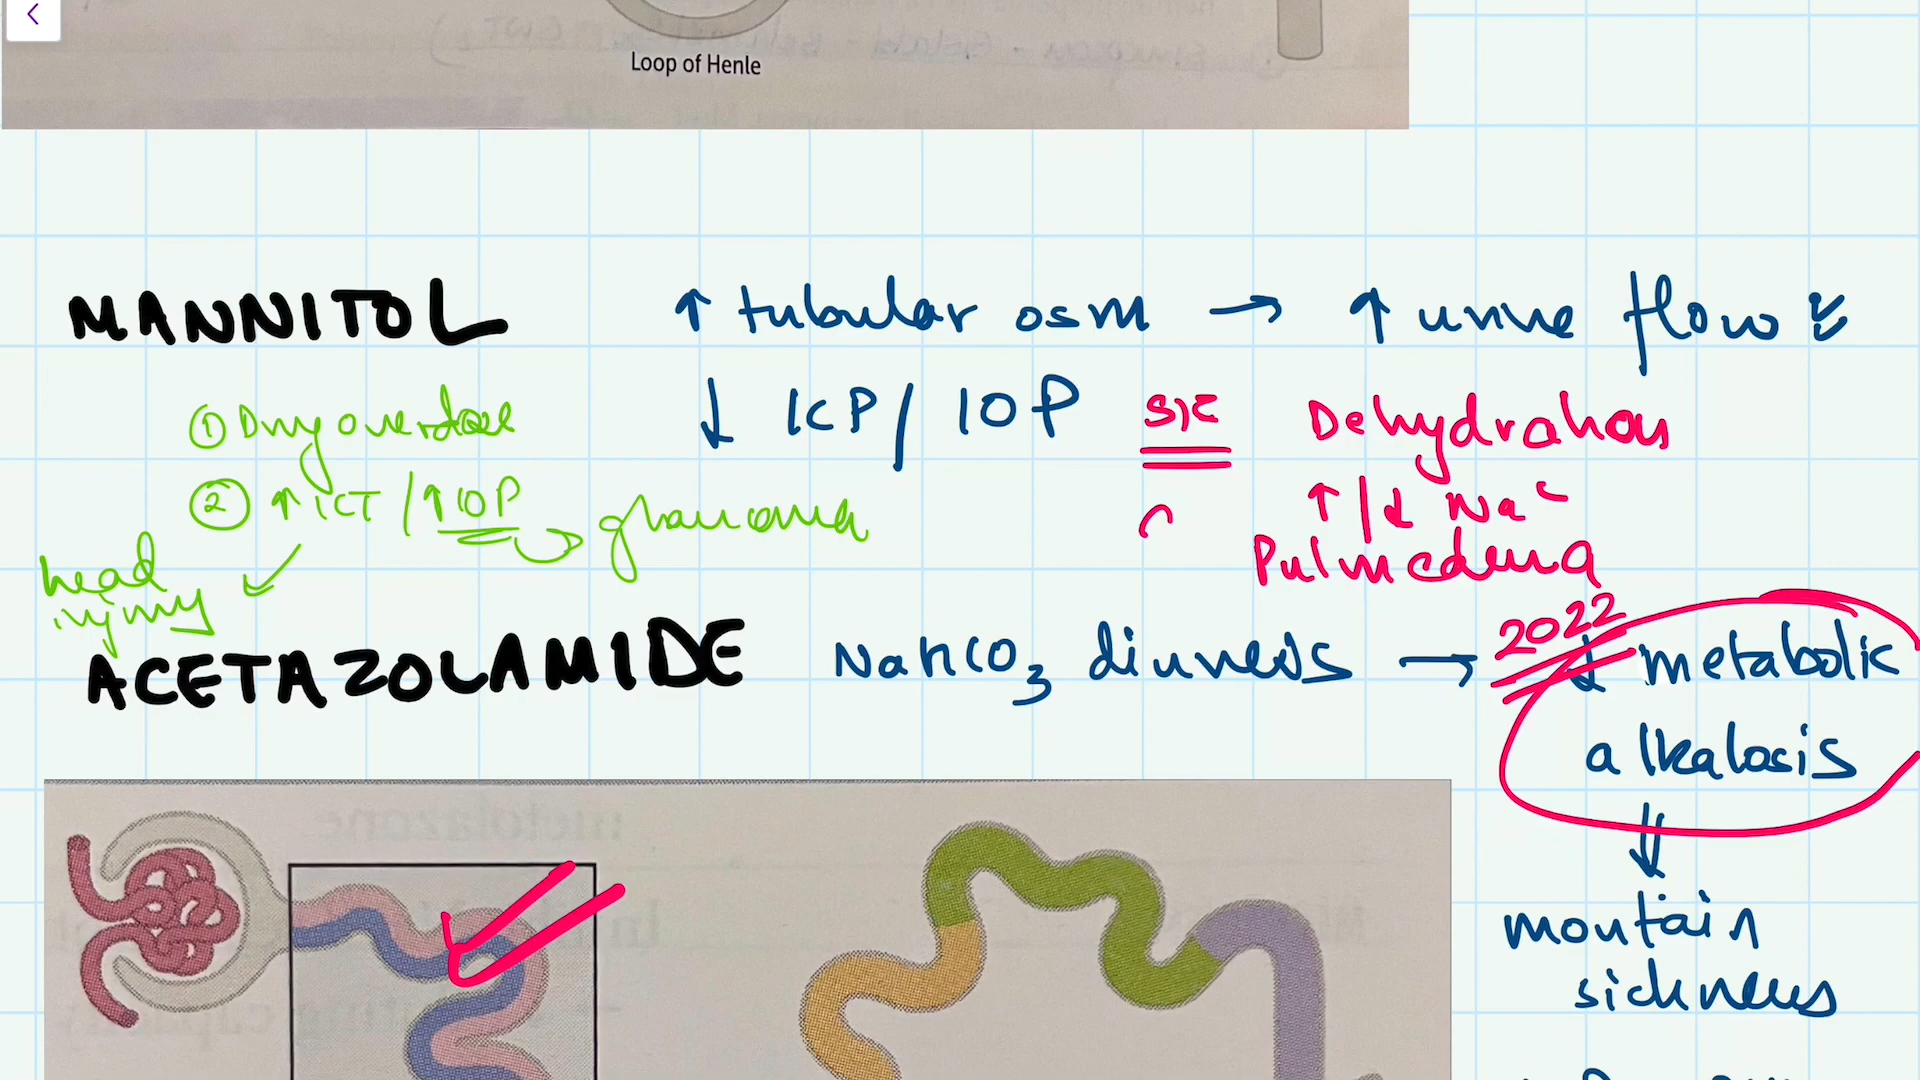 Loop of Henle
MANNITOL ↑ tubular osm → ↑ urine flow
① Drug overdose ↓ ICP/ IOP S/E Dehydration
② ↑ ICT / ↑ IOP → glaucoma ↑/↓ Na
head injury Pulm edema
2022
ACETAZOLAMIDE NaHCO3 diuresis → ↓ metabolic
alkalosis
moutain
sickness